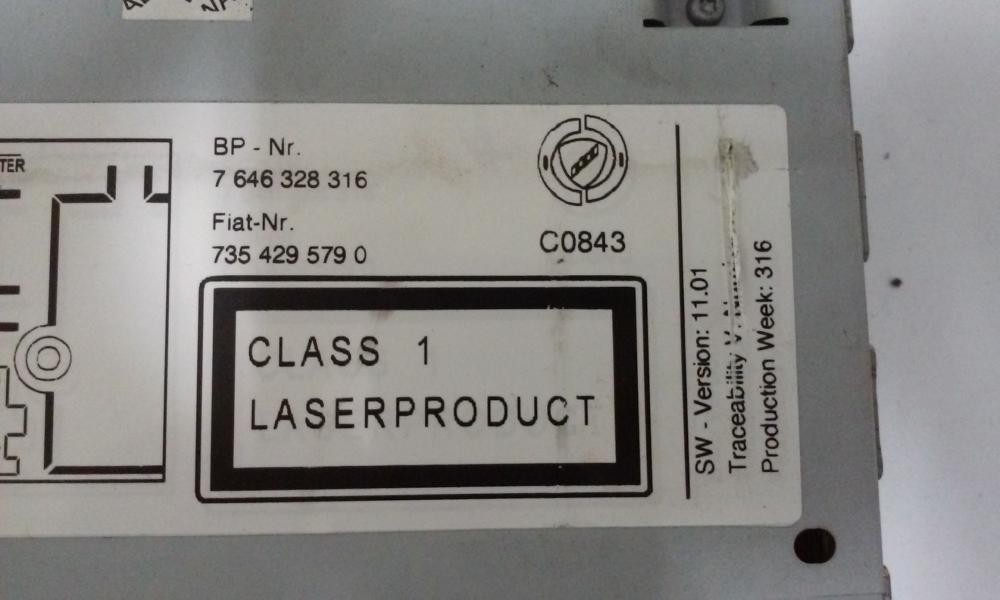 TER
BP - Nr.
7 646 328 316
Fiat-Nr.
735 429 579 0
C0843
CLASS 1
LASERPRODUCT
SW - Version: 11.01
Traceability
Production Week: 316